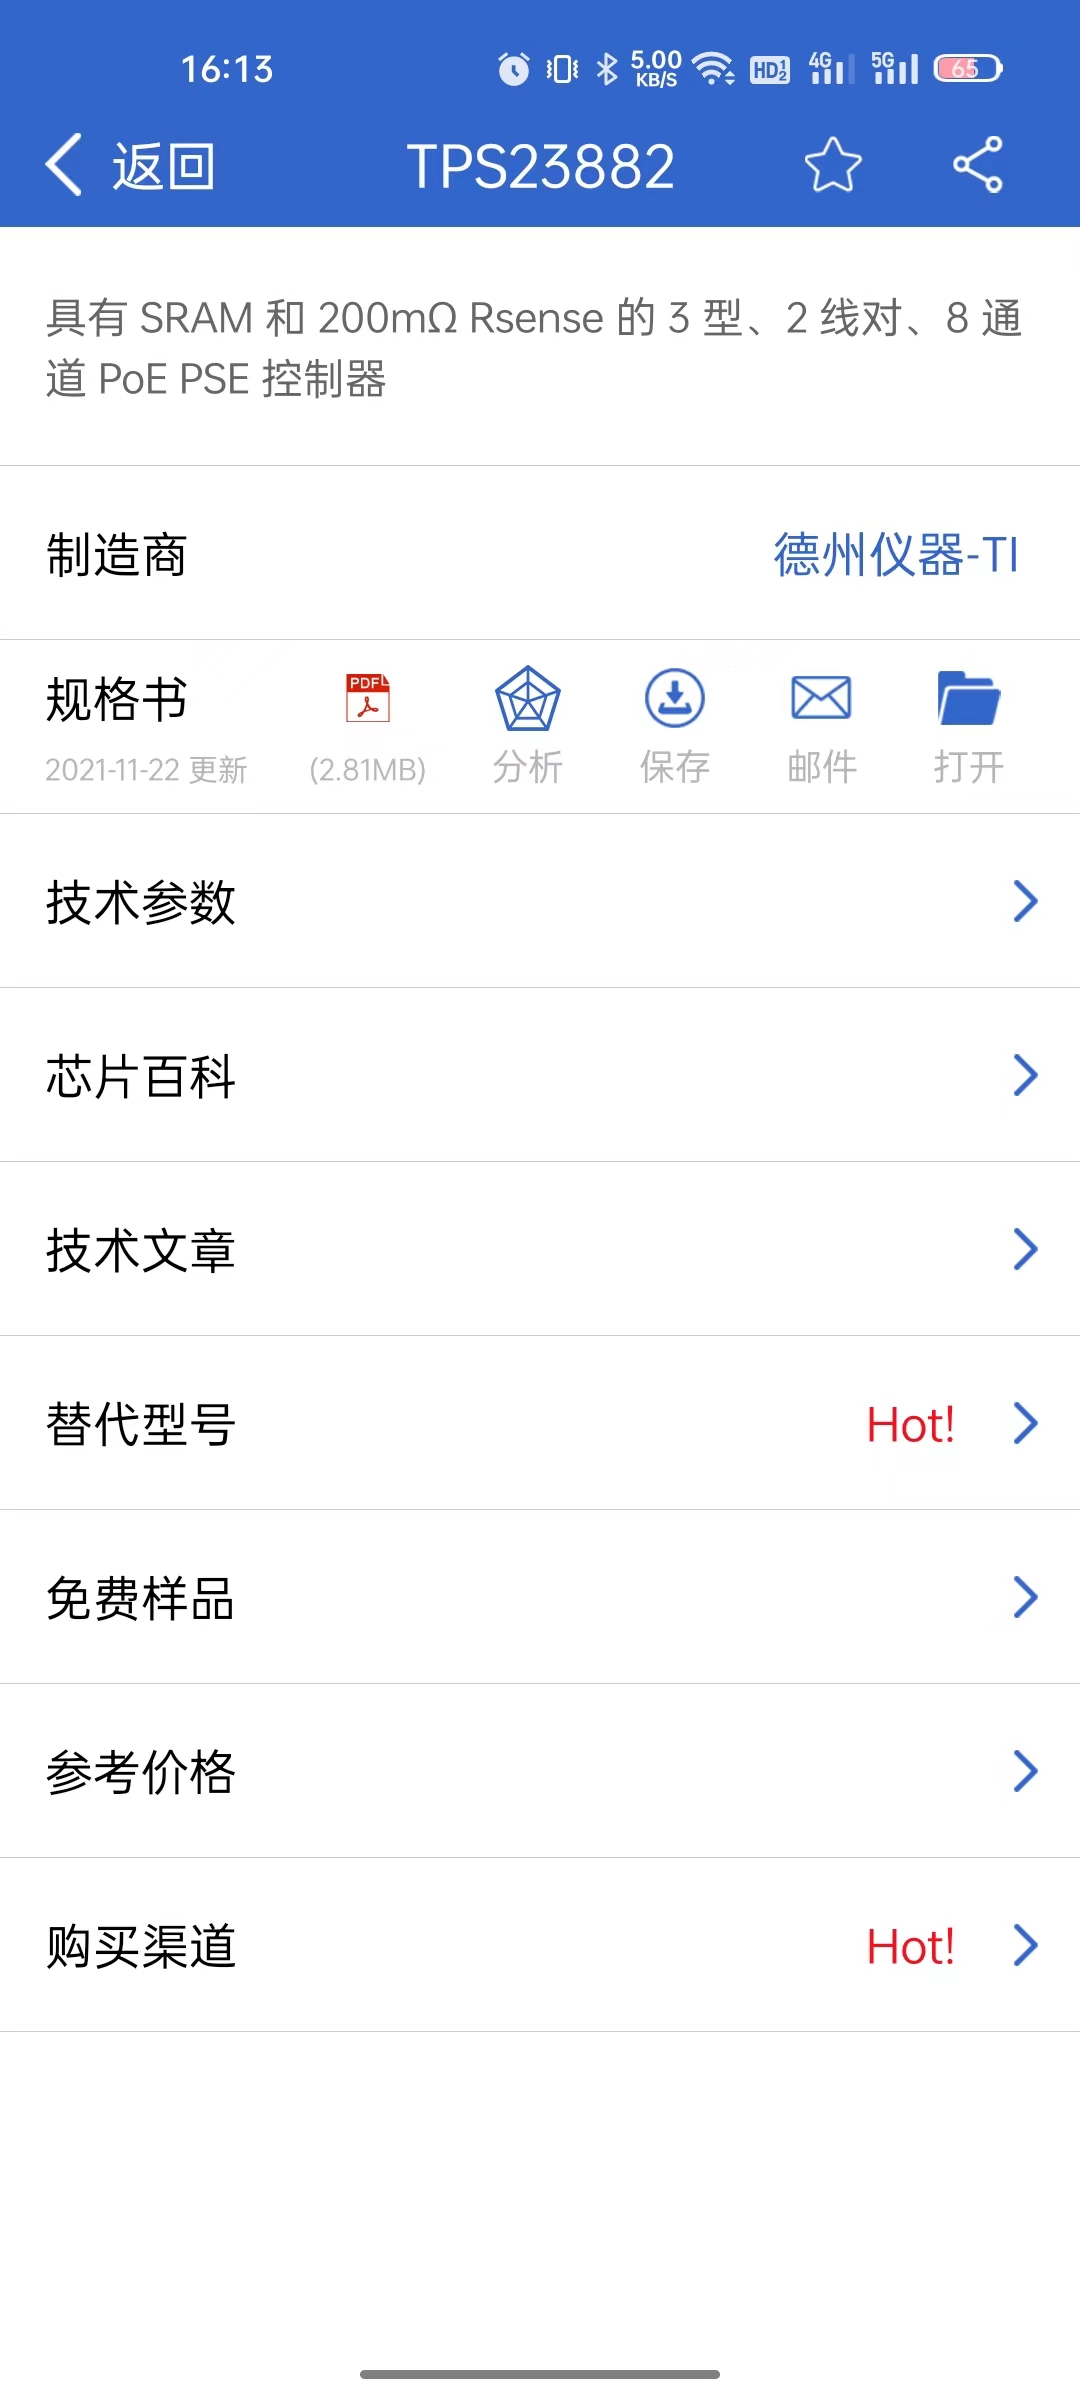 16:13 5.00 KB/S HD 1 2 4G 5G 65
返回 TPS23882
具有 SRAM 和 200mΩ Rsense 的 3 型、2 线对、8 通
道 PoE PSE 控制器
制造商 德州仪器-TI
规格书 PDF
2021-11-22 更新 (2.81MB) 分析 保存 邮件 打开
技术参数
芯片百科
技术文章
替代型号 Hot!
免费样品
参考价格
购买渠道 Hot!